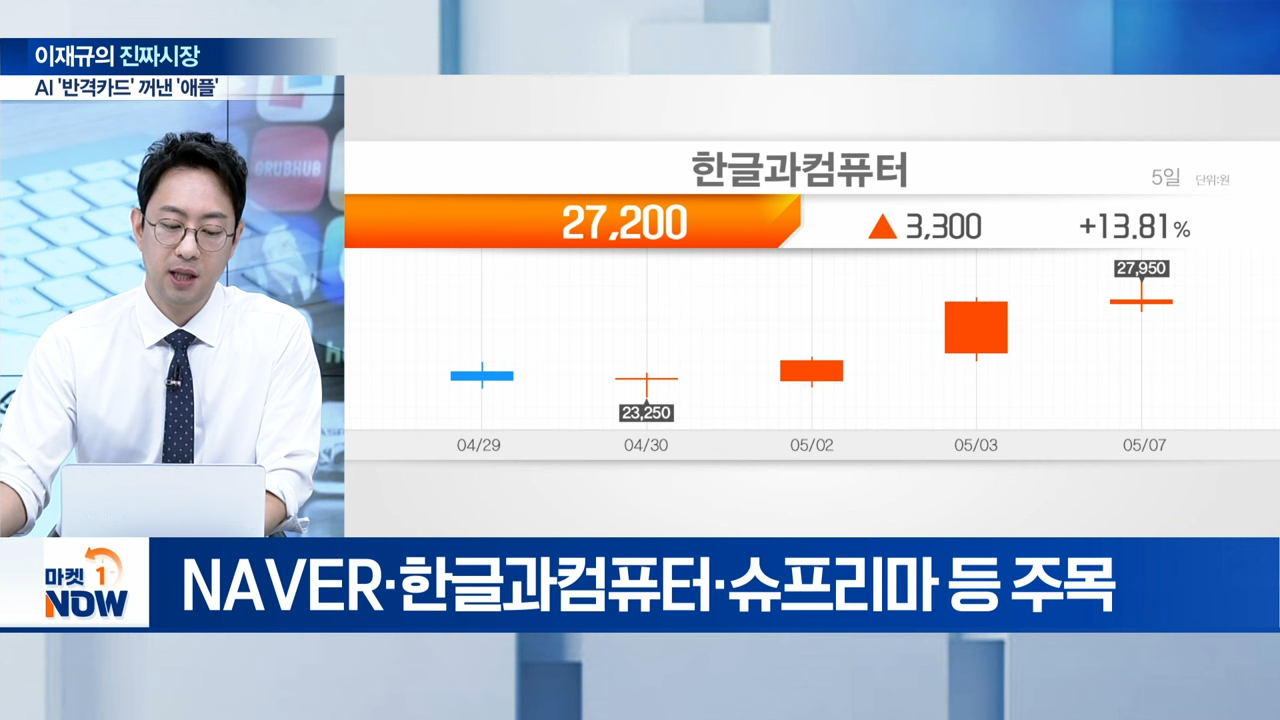 이재규의 진짜시장
AI '반격카드' 꺼낸 '애플'
GRUBHUB
한글과컴퓨터
5일 단위:원
27,200 ▲ 3,300 +13.81%
27,950
23,250
04/29 04/30 05/02 05/03 05/07
마켓 1
NOW
NAVER·한글과컴퓨터·슈프리마 등 주목